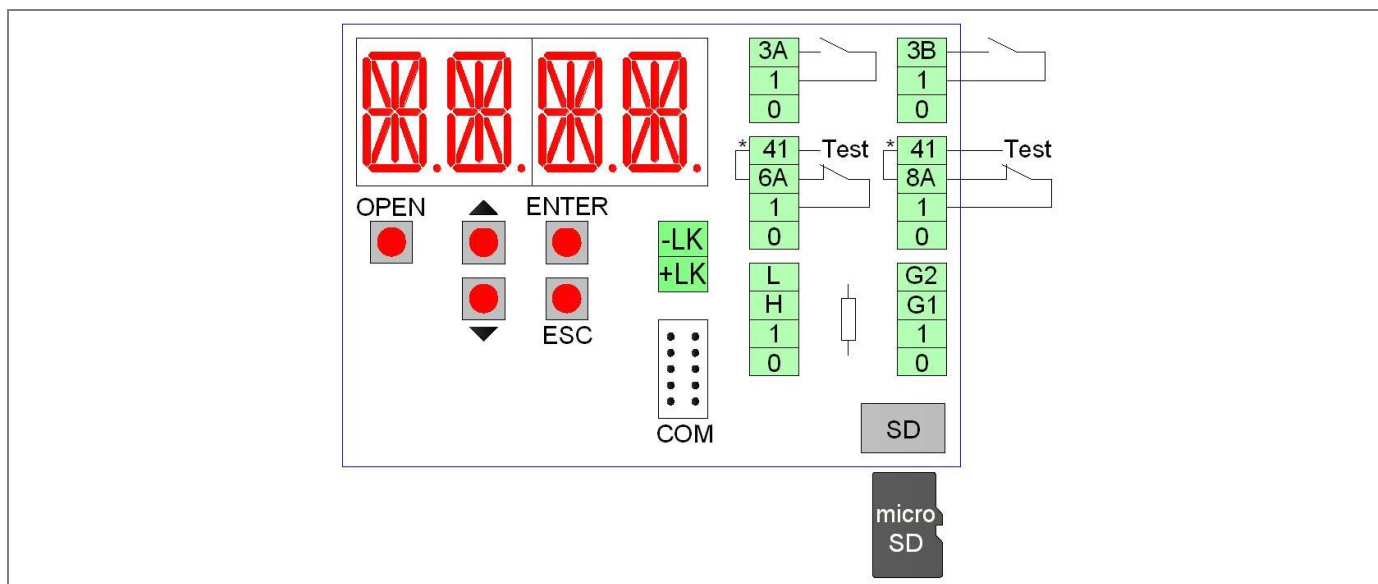 3A
1
0
3B
1
0
* 41 Test
6A
1
0
* 41 Test
8A
1
0
OPEN
ENTER
ESC
-LK
+LK
COM
L
H
1
0
G2
G1
1
0
SD
micro
SD